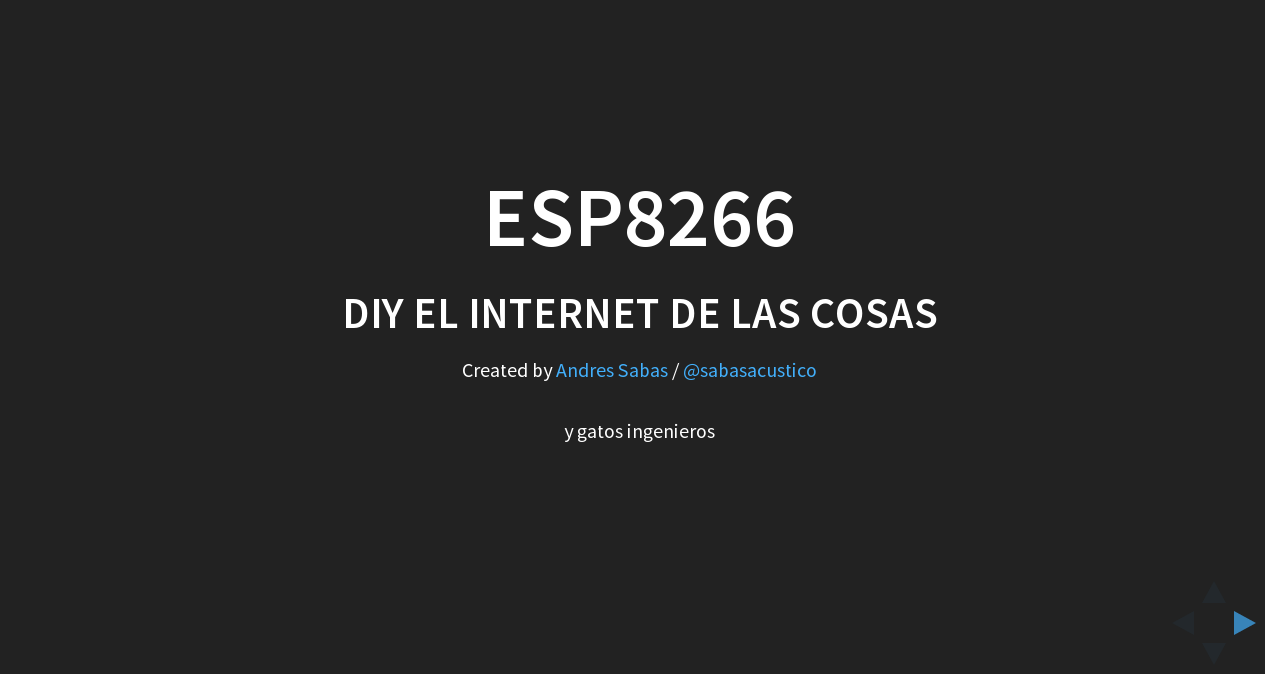 ESP8266
DIY EL INTERNET DE LAS COSAS
Created by Andres Sabas / @sabasacustico
y gatos ingenieros